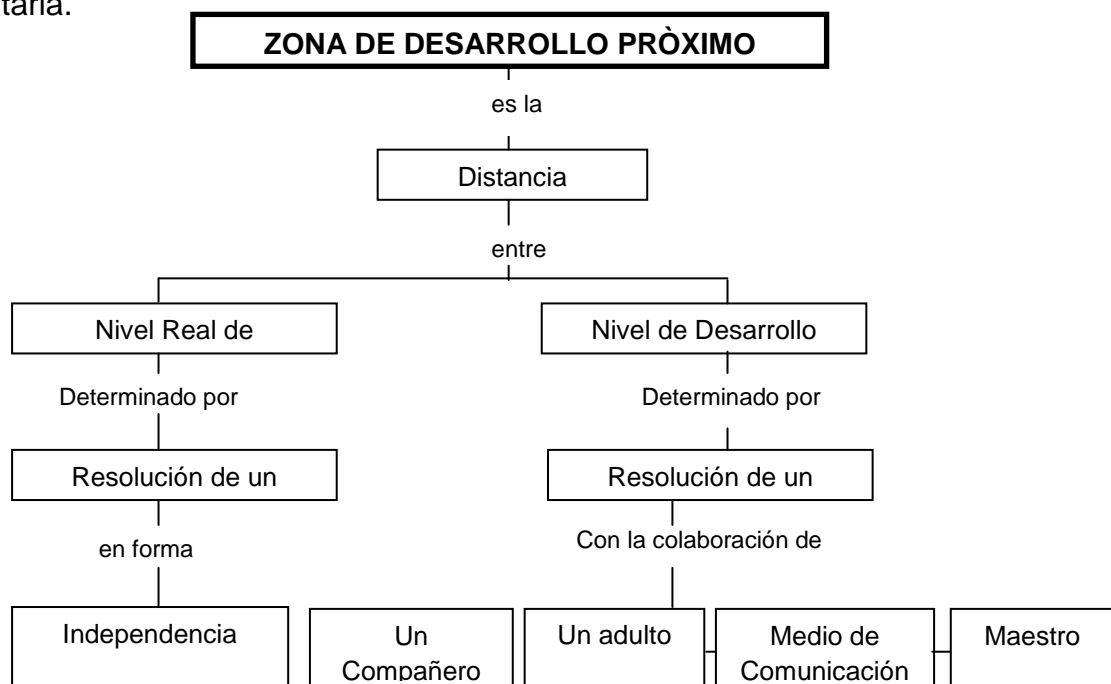 taria.
ZONA DE DESARROLLO PRÒXIMO
es la
Distancia
entre
Nivel Real de
Nivel de Desarrollo
Determinado por
Determinado por
Resolución de un
Resolución de un
en forma
Con la colaboración de
Independencia
Un
Compañero
Un adulto
Medio de
Comunicación
Maestro